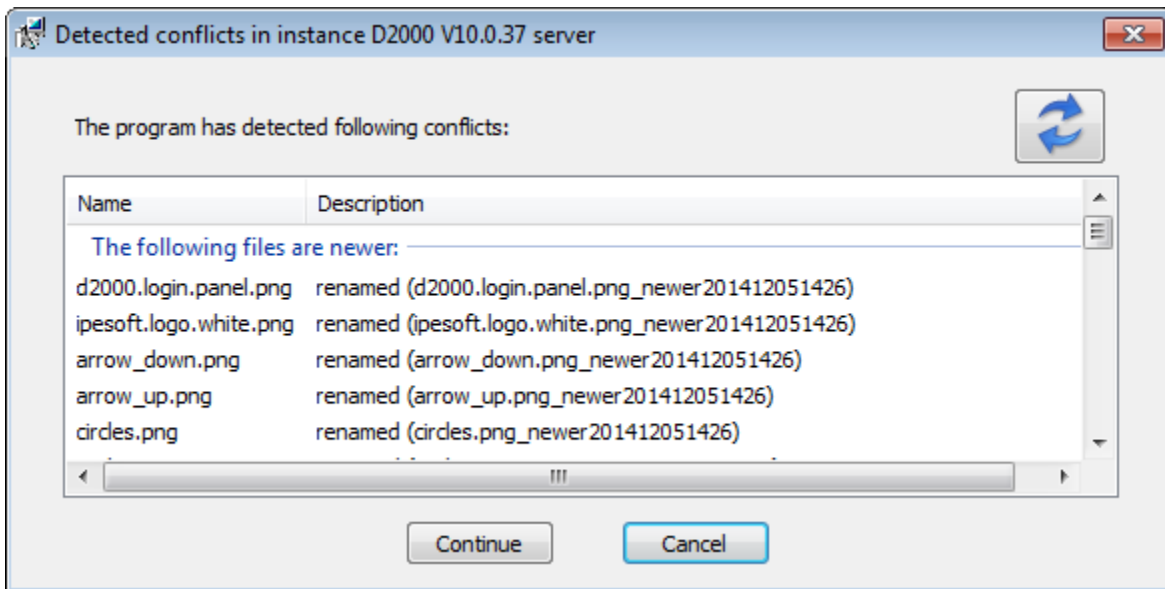 Detected conflicts in instance D2000 V10.0.37 server
The program has detected following conflicts:
Name Description
The following files are newer:
d2000.login.panel.png renamed (d2000.login.panel.png_newer201412051426)
ipesoft.logo.white.png renamed (ipesoft.logo.white.png_newer201412051426)
arrow_down.png renamed (arrow_down.png_newer201412051426)
arrow_up.png renamed (arrow_up.png_newer201412051426)
circles.png renamed (circles.png_newer201412051426)
Continue Cancel